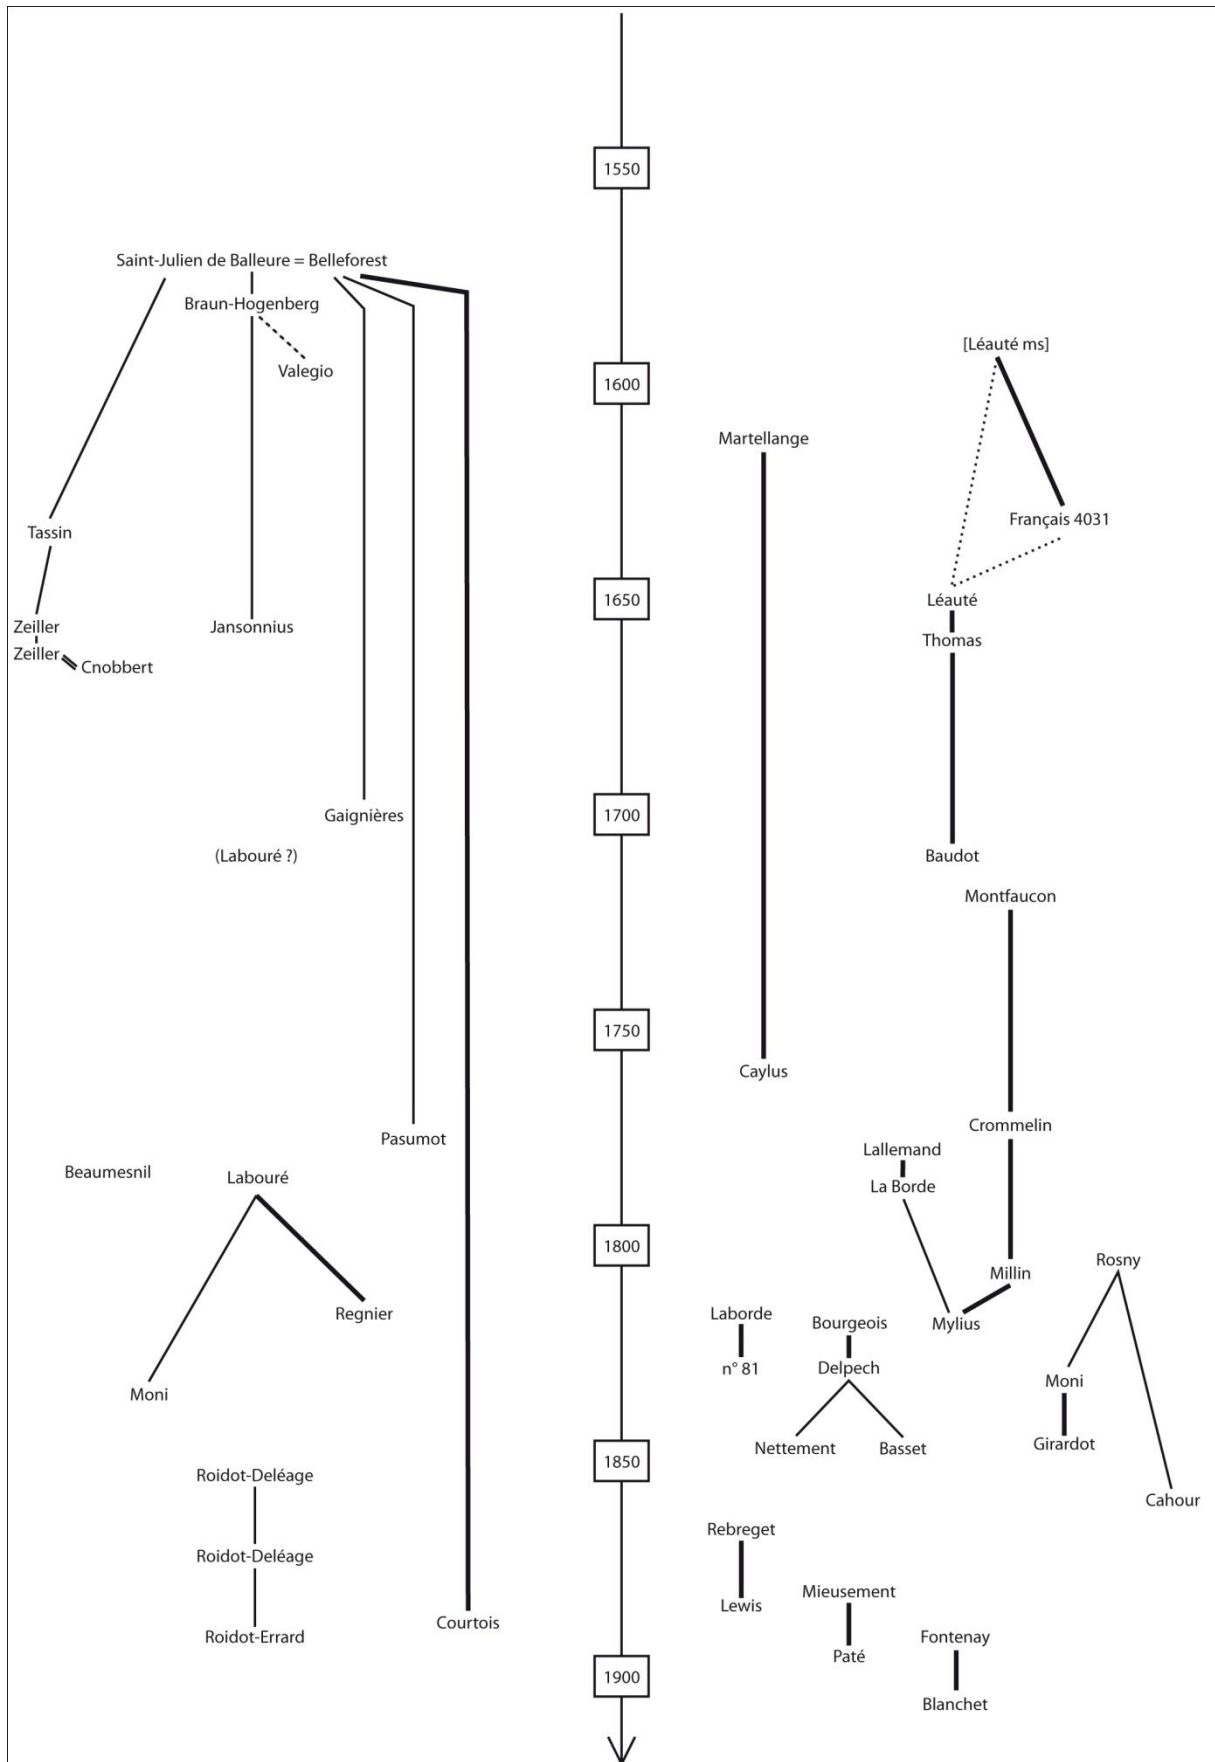 1550
Saint-Julien de Balleure = Belleforest
Braun-Hogenberg
[Léauté ms]
Valegio
1600
Martellange
Français 4031
Tassin
1650
Léauté
Zeiller
Jansonnius
Thomas
Zeiller
Cnobbert
Gaignières
1700
(Labouré ?)
Baudot
Montfaucon
1750
Caylus
Crommelin
Pasumot
Lallemand
Beaumesnil
Labouré
La Borde
1800
Rosny
Millin
Regnier
Laborde
Bourgeois
Mylius
n° 81
Delpech
Moni
Moni
Girardot
Nettement
Basset
1850
Roidot-Deléage
Cahour
Rebreget
Roidot-Deléage
Mieusement
Lewis
Courtois
Roidot-Errard
Fontenay
Paté
1900
Blanchet